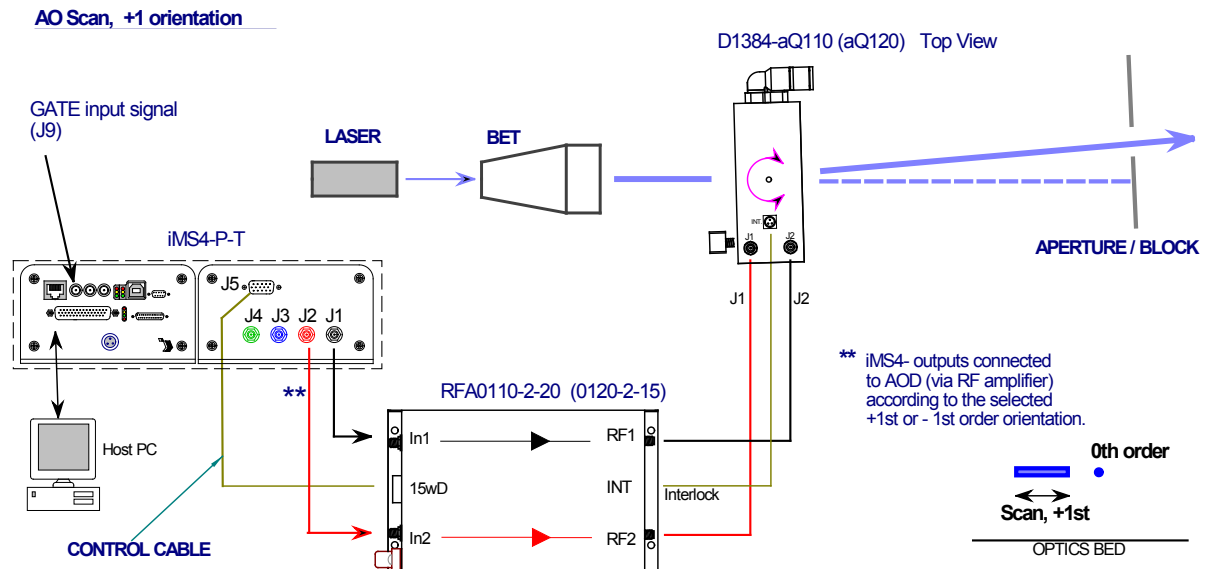 AO Scan, +1 orientation
D1384-aQ110 (aQ120) Top View
GATE input signal
(J9)
LASER
BET
INT.
J1
J2
APERTURE / BLOCK
iMS4-P-T
J5
J4 J3 J2 J1
J1
J2
**
** iMS4- outputs connected
to AOD (via RF amplifier)
according to the selected
+1st or - 1st order orientation.
RFA0110-2-20 (0120-2-15)
In1
RF1
Host PC
15wD
INT
Interlock
In2
RF2
CONTROL CABLE
0th order
Scan, +1st
OPTICS BED